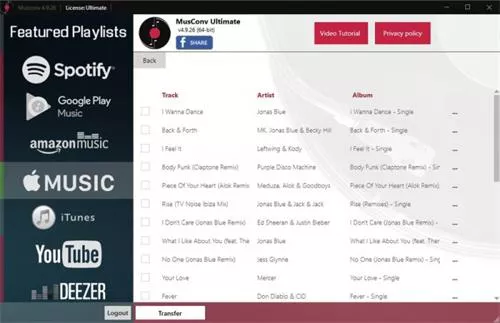 MusConv 4.9.26 | License:Ultimate
Featured Playlists
Spotify
Google Play
Music
amazon music
MUSIC
iTunes
YouTube
DEEZER
Logout
MusConv Ultimate
v4.9.26 (64-bit)
f SHARE
Video Tutorial
Privacy policy
Back
Track Artist Album
I Wanna Dance Jonas Blue I Wanna Dance - Single ...
Back & Forth MK, Jonas Blue & Becky Hill Back & Forth - Single ...
I Feel It Leftwing & Kody I Feel It - Single ...
Body Funk (Claptone Remix) Purple Disco Machine Body Funk (Claptone Remix) - Sin ...
Piece Of Your Heart (Alok Remix) Meduza, Alok & Goodboys Piece Of Your Heart (Alok Remix) ...
Rise (TV Noise Ibiza Mix) Jonas Blue & Jack & Jack Rise (Remixes) - Single ...
I Don't Care (Jonas Blue Remix) Ed Sheeran & Justin Bieber I Don't Care (Jonas Blue Remix) - ...
What I Like About You (feat. The Jonas Blue What I Like About You (feat. Ther ...
No One (Jonas Blue Remix) Jess Glynne No One (Jonas Blue Remix) - Sing ...
Your Love Mercer Your Love - Single ...
Fever Don Diablo & CID Fever - Single ...
Transfer